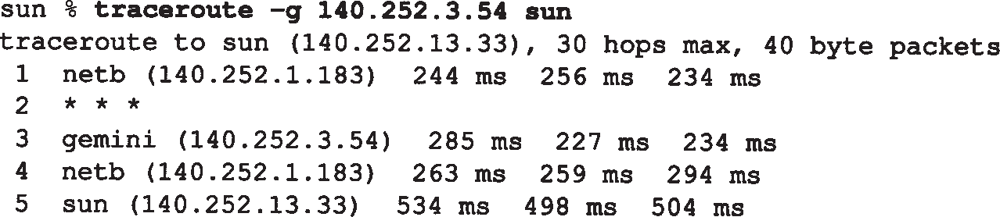 sun % traceroute -g 140.252.3.54 sun
traceroute to sun (140.252.13.33), 30 hops max, 40 byte packets
1 netb (140.252.1.183) 244 ms 256 ms 234 ms
2 * * *
3 gemini (140.252.3.54) 285 ms 227 ms 234 ms
4 netb (140.252.1.183) 263 ms 259 ms 294 ms
5 sun (140.252.13.33) 534 ms 498 ms 504 ms